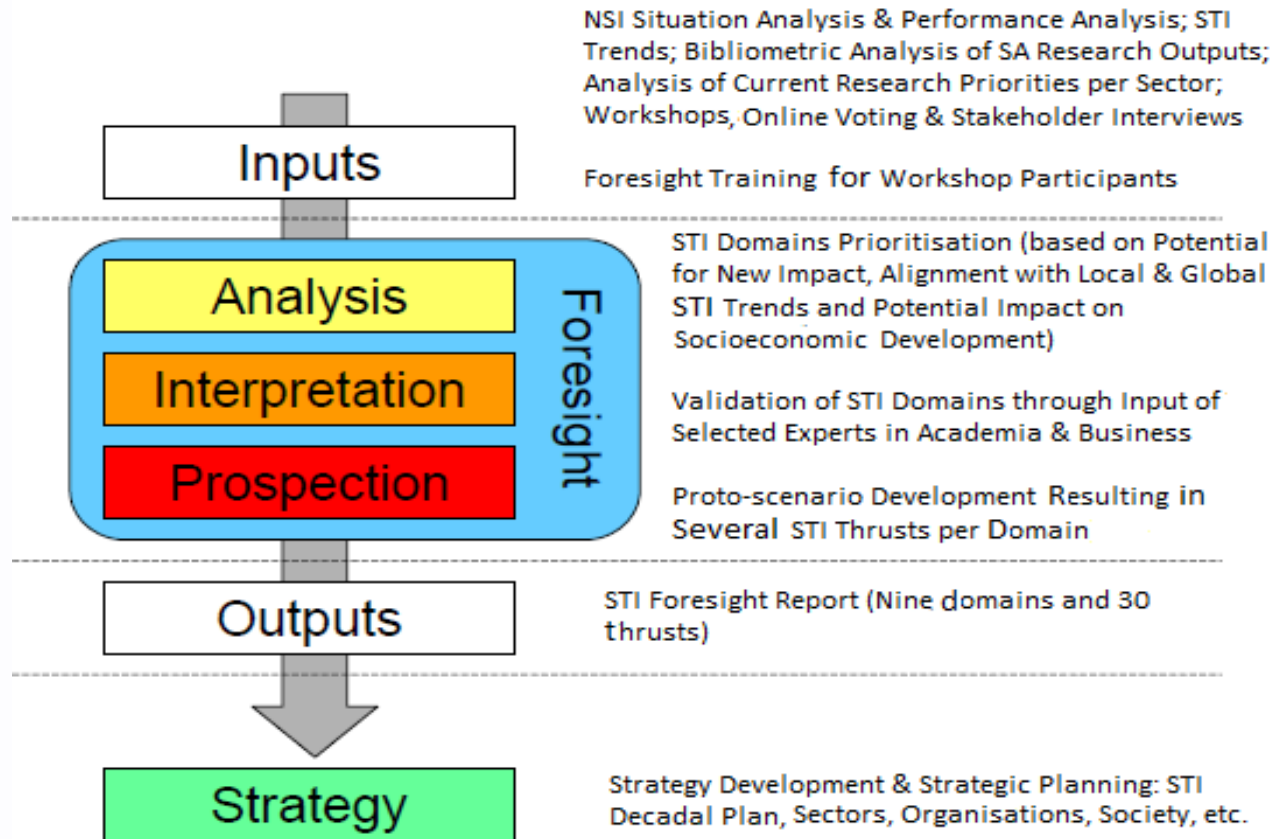 NSI Situation Analysis & Performance Analysis; STI
Trends; Bibliometric Analysis of SA Research Outputs;
Analysis of Current Research Priorities per Sector;
Workshops, Online Voting & Stakeholder Interviews
Inputs
Foresight Training for Workshop Participants
STI Domains Prioritisation (based on Potential
for New Impact, Alignment with Local & Global
STI Trends and Potential Impact on
Socioeconomic Development)
Analysis
Interpretation
Prospection
Foresight
Validation of STI Domains through Input of
Selected Experts in Academia & Business
Proto-scenario Development Resulting in
Several STI Thrusts per Domain
Outputs
STI Foresight Report (Nine domains and 30
thrusts)
Strategy
Strategy Development & Strategic Planning: STI
Decadal Plan, Sectors, Organisations, Society, etc.